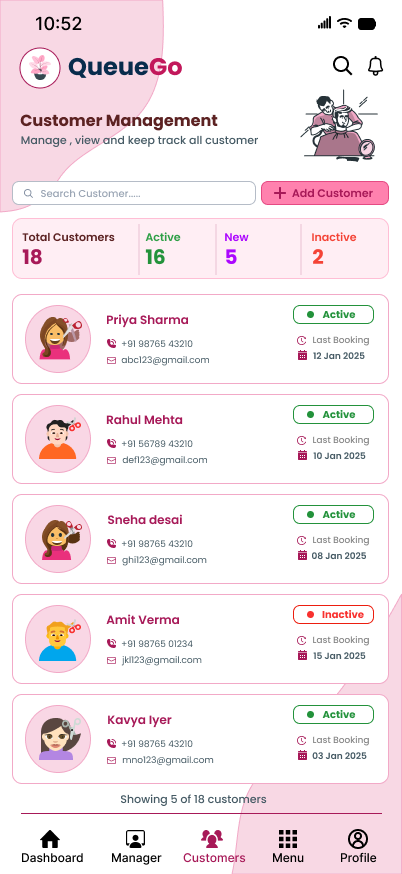 10:52
QueueGo
Customer Management
Manage , view and keep track all customer
Search Customer.....
Add Customer
Total Customers Active New Inactive
18 16 5 2
Priya Sharma
Active
+91 98765 43210
Last Booking
abc123@gmail.com
12 Jan 2025
Rahul Mehta
Active
+91 56789 43210
Last Booking
def123@gmail.com
10 Jan 2025
Sneha desai
Active
+91 98765 43210
Last Booking
ghi123@gmail.com
08 Jan 2025
Amit Verma
Inactive
+91 98765 01234
Last Booking
jkl123@gmail.com
15 Jan 2025
Kavya Iyer
Active
+91 98765 43210
Last Booking
mno123@gmail.com
03 Jan 2025
Showing 5 of 18 customers
Dashboard Manager Customers Menu Profile